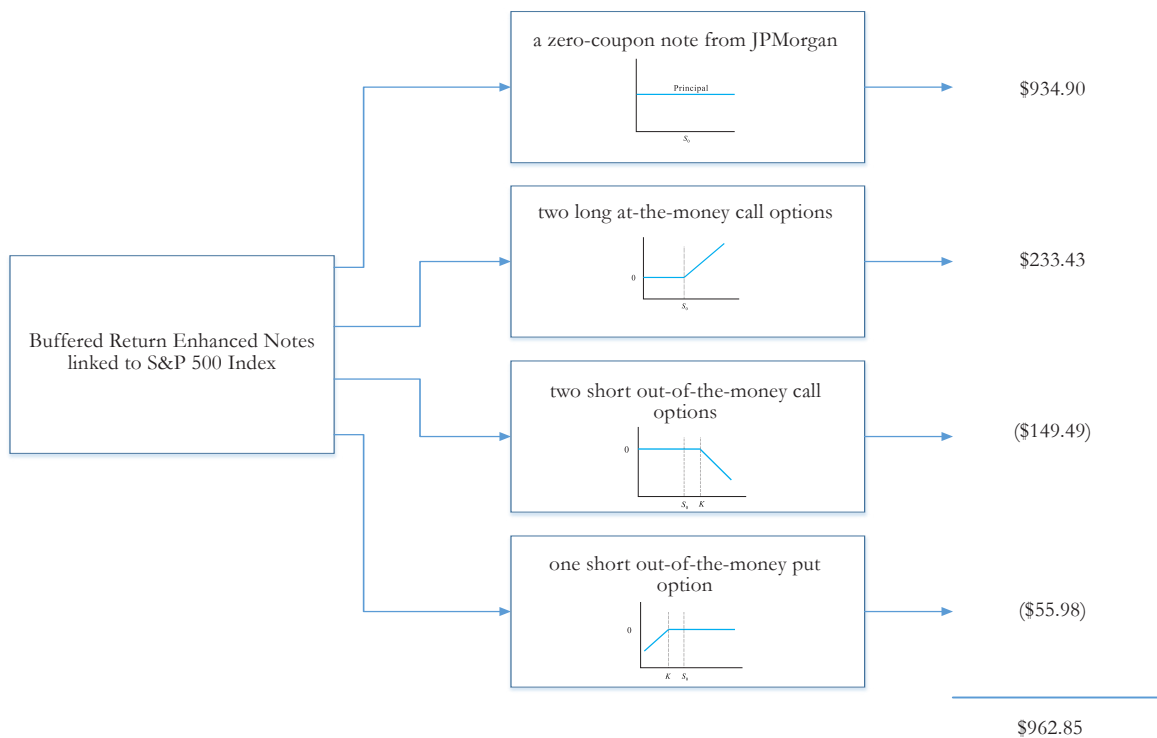 a zero-coupon note from JPMorgan
Principal
S₀
$934.90
two long at-the-money call options
0
S₀
$233.43
Buffered Return Enhanced Notes
linked to S&P 500 Index
two short out-of-the-money call
options
0
S₀ K
($149.49)
one short out-of-the-money put
option
0
K S₀
($55.98)
$962.85